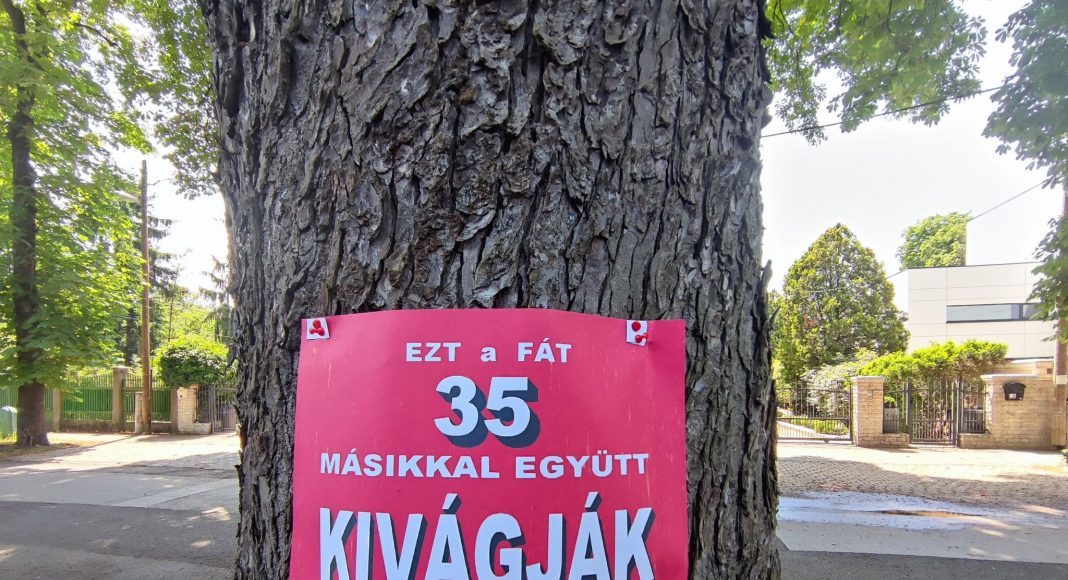 EZT a FÁT
35
MÁSIKKAL EGYÜTT
KIVÁGJÁK